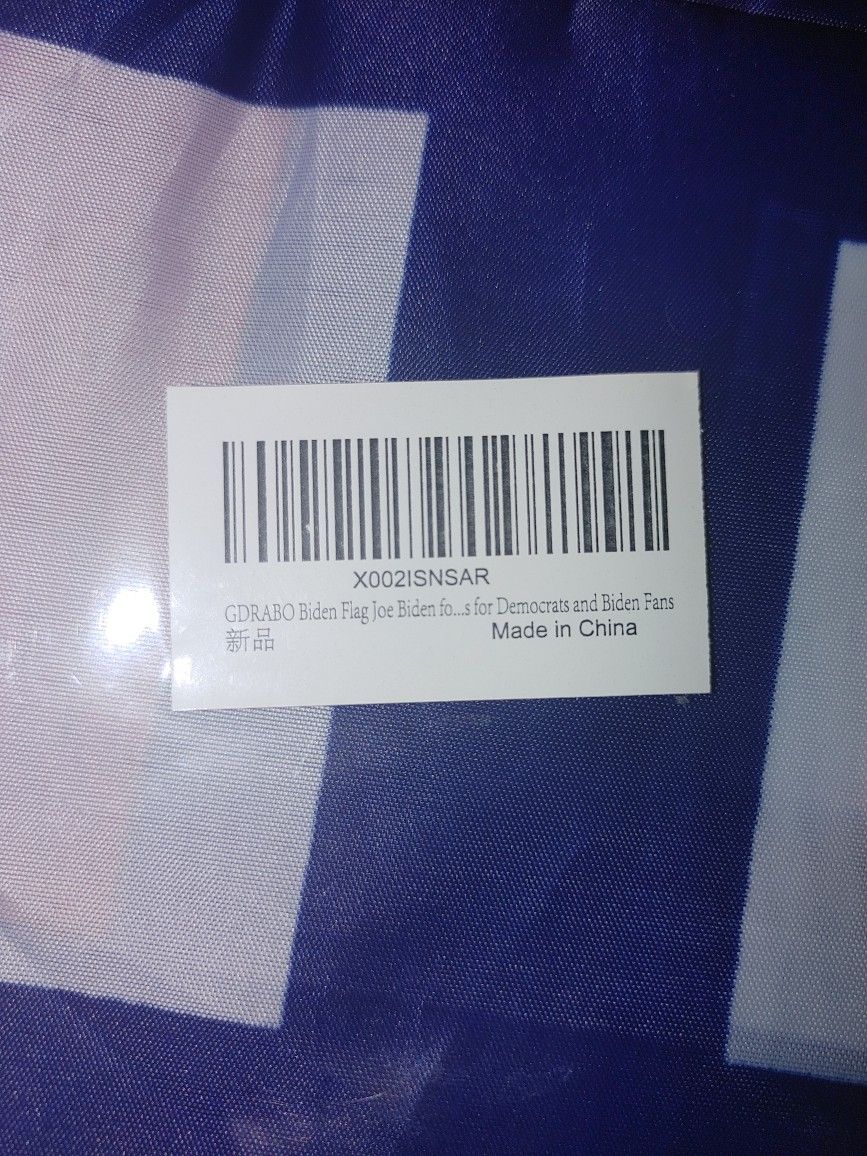 X002ISNSAR
GDRABO Biden Flag Joe Biden fo...s for Democrats and Biden Fans
新品 Made in China